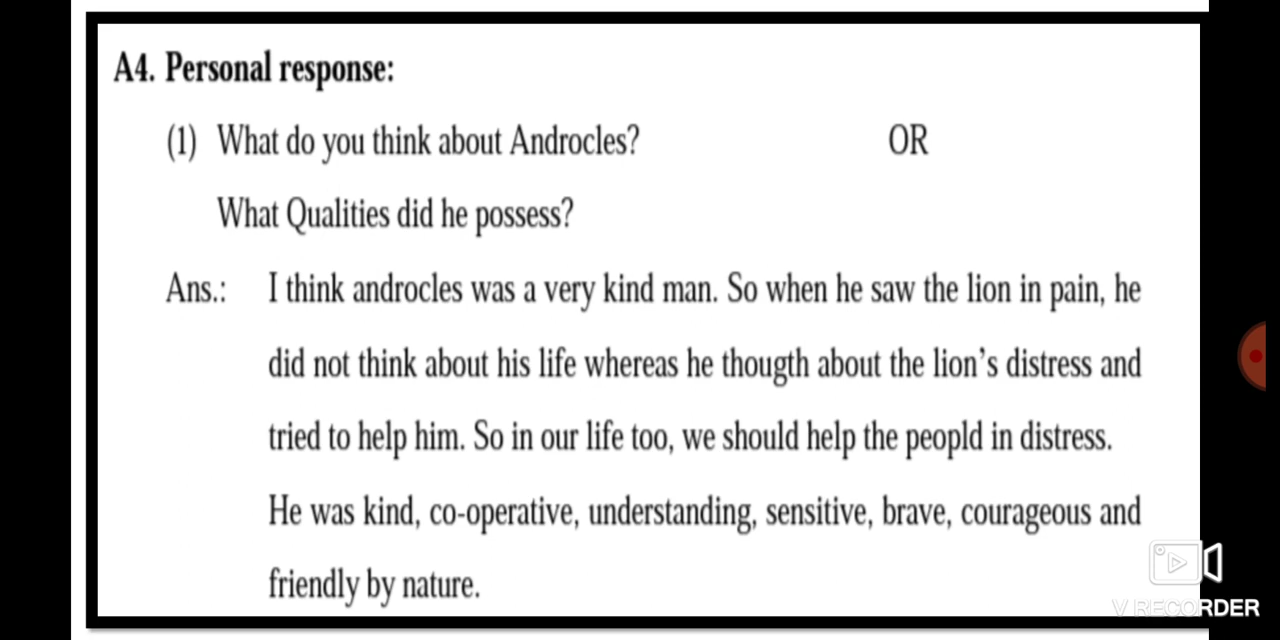 A4. Personal response:
(1) What do you think about Androcles? OR
What Qualities did he possess?
Ans.: I think androcles was a very kind man. So when he saw the lion in pain, he
did not think about his life whereas he thougth about the lion's distress and
tried to help him. So in our life too, we should help the peopld in distress.
He was kind, co-operative, understanding, sensitive, brave, courageous and
friendly by nature.
V RECORDER